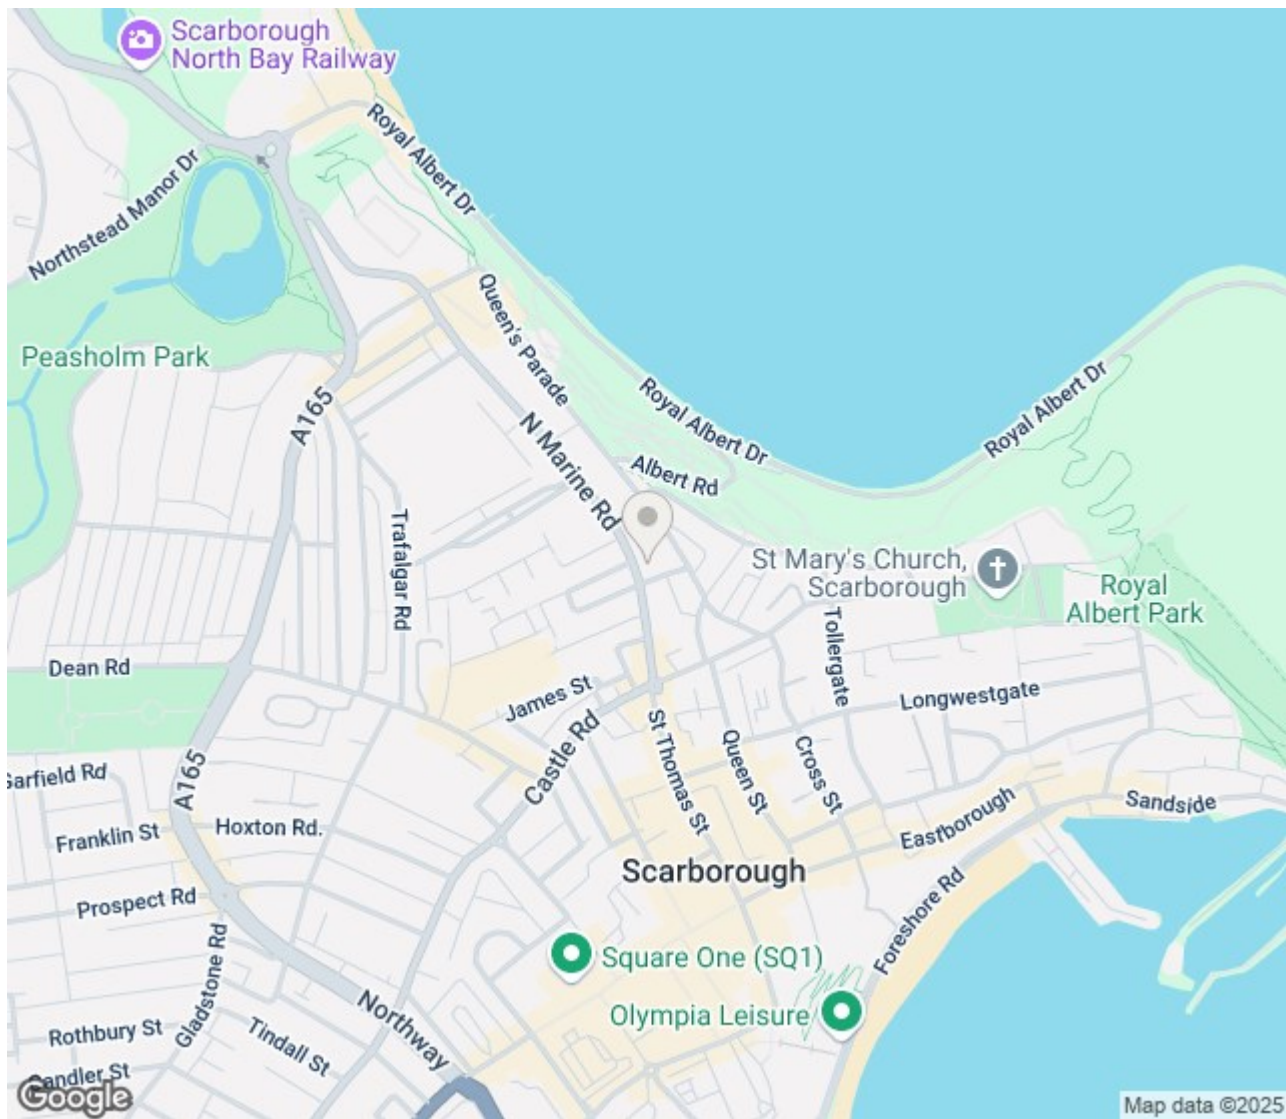 Scarborough
North Bay Railway
Royal Albert Dr
Northstead Manor Dr
Queen's Parade
Peasholm Park
Royal Albert Dr
Royal Albert Dr
A165
N Marine Rd
Albert Rd
Trafalgar Rd
St Mary's Church,
Scarborough
Royal
Albert Park
Tollergate
Dean Rd
James St
Longwestgate
Castle Rd
St Thomas St
Queen St
Cross St
A165
Garfield Rd
Sandside
Franklin St
Hoxton Rd.
Eastborough
Scarborough
Prospect Rd
Foreshore Rd
Gladstone Rd
Square One (SQ1)
Northway
Olympia Leisure
Rothbury St
Tindall St
Candler St
Google
Map data ©2025